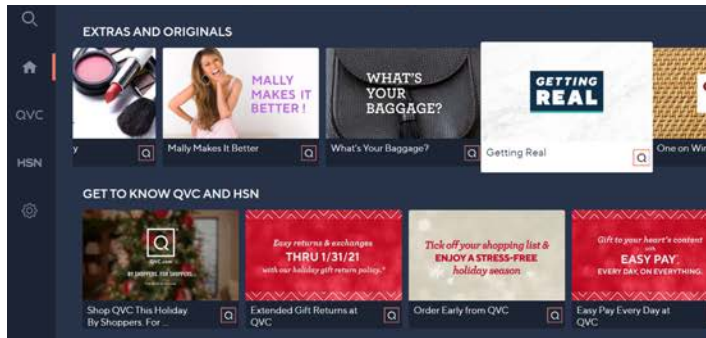 EXTRAS AND ORIGINALS
QVC
HSN
y
MALLY
MAKES IT
BETTER!
Mally Makes It Better
WHAT'S
YOUR
BAGGAGE?
What's Your Baggage?
GETTING
REAL
Getting Real
One on Wi
GET TO KNOW QVC AND HSN
Q
QVC.com
BY SHOPPERS. FOR SHOPPERS.
Shop QVC This Holiday.
By Shoppers. For ...
Easy returns & exchanges
THRU 1/31/21
with our holiday gift return policy.*
Extended Gift Returns at
QVC
Tick off your shopping list &
ENJOY A STRESS-FREE
holiday season
Order Early from QVC
Gift to your heart's content
with
EASY PAY.
EVERY DAY, ON EVERYTHING.
Easy Pay Every Day at
QVC